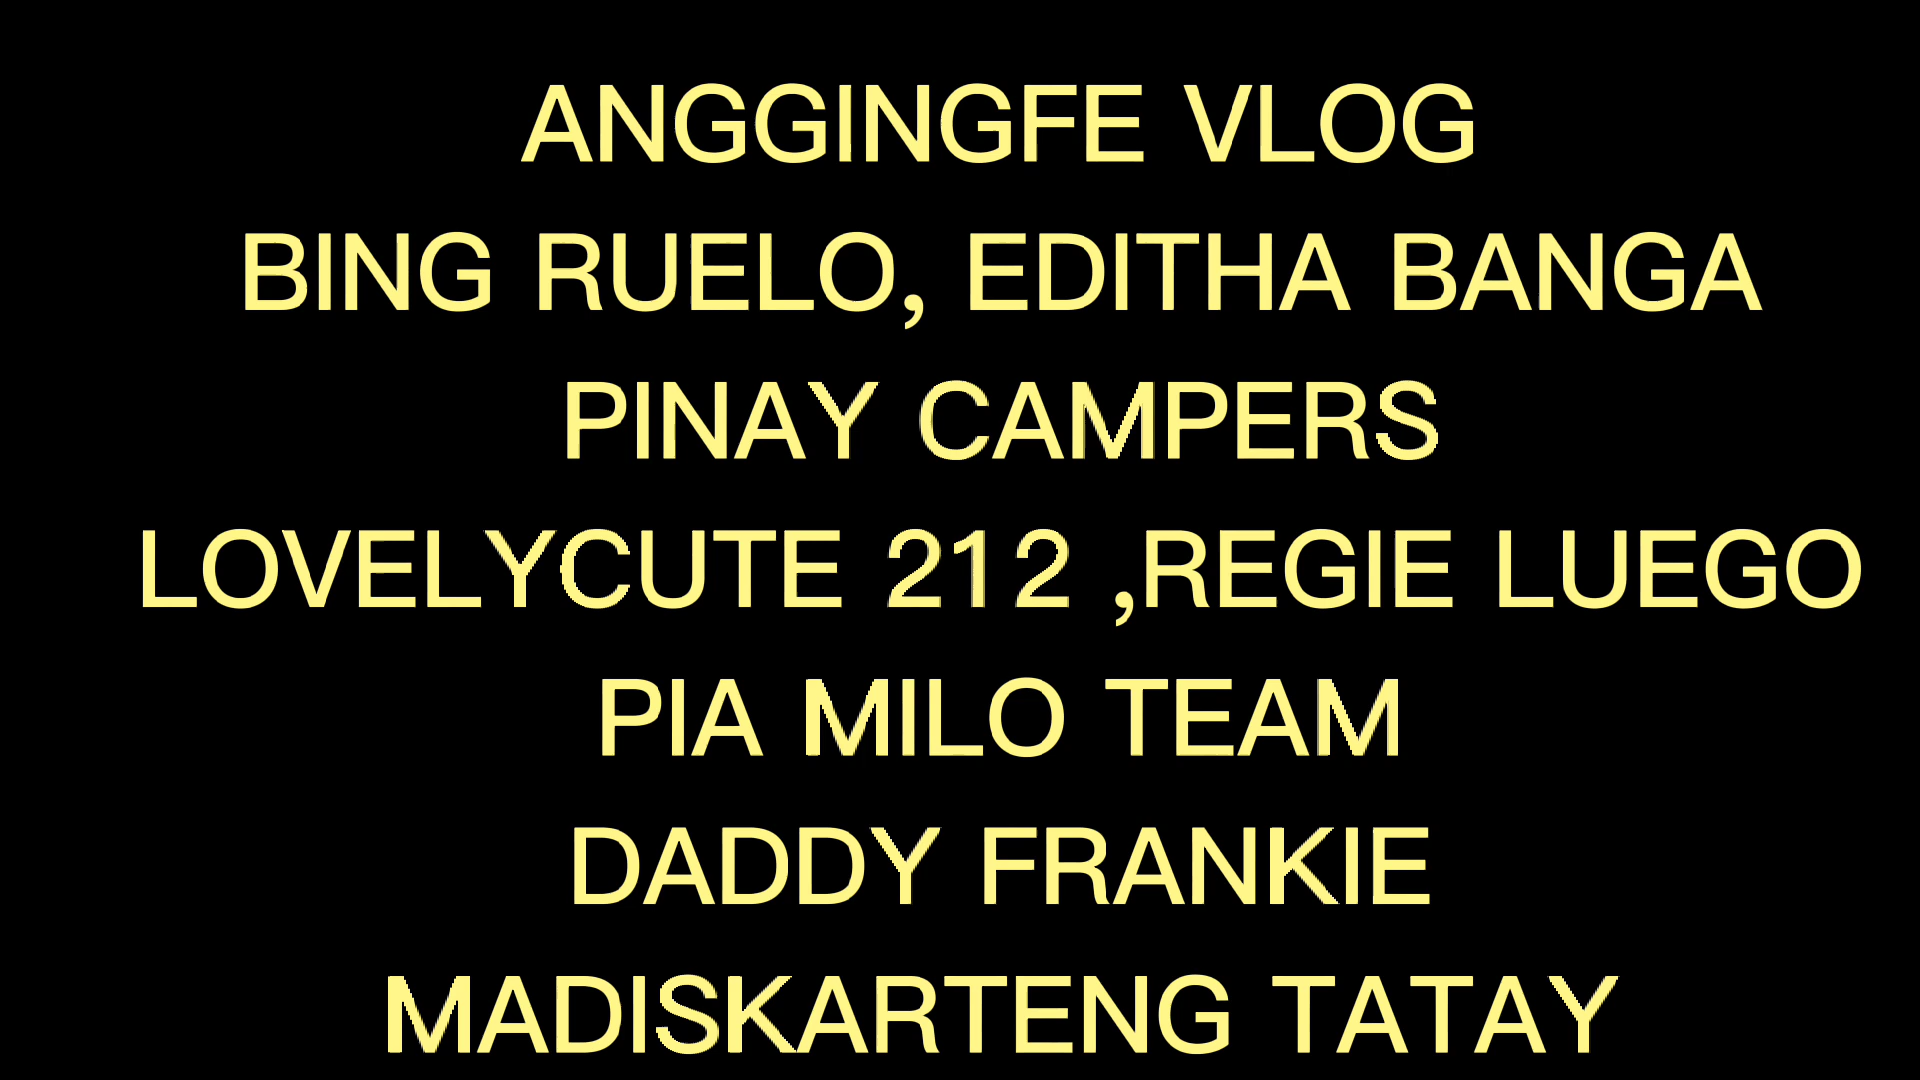 ANGGINGFE VLOG
BING RUELO, EDITHA BANGA
PINAY CAMPERS
LOVELYCUTE 212 ,REGIE LUEGO
PIA MILO TEAM
DADDY FRANKIE
MADISKARTENG TATAY